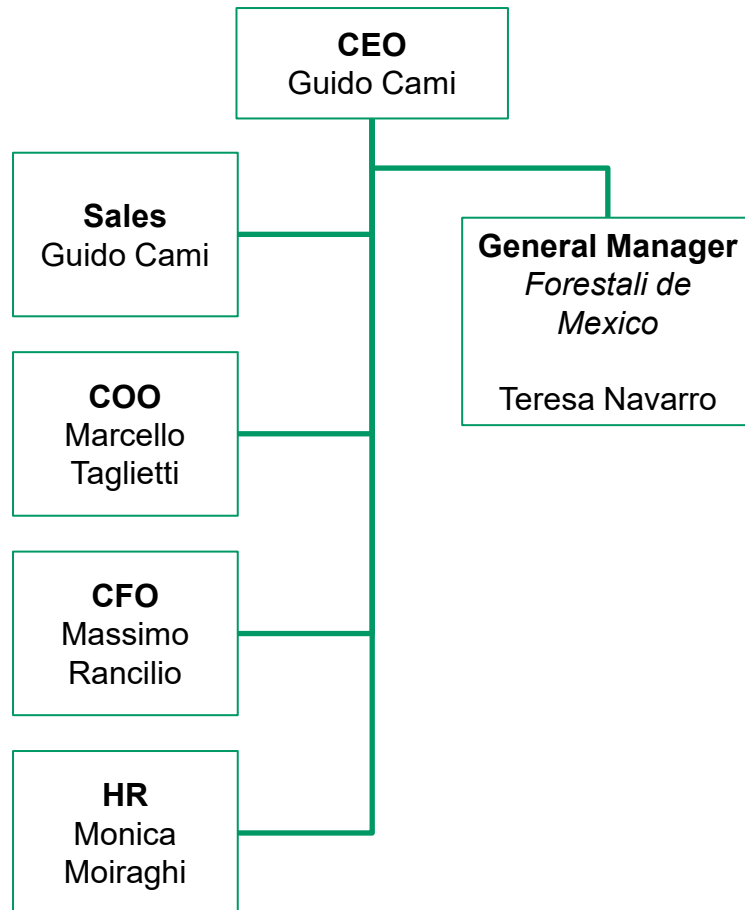 CEO
Guido Cami
Sales
Guido Cami
General Manager
Forestali de
Mexico
Teresa Navarro
COO
Marcello
Taglietti
CFO
Massimo
Rancilio
HR
Monica
Moiraghi